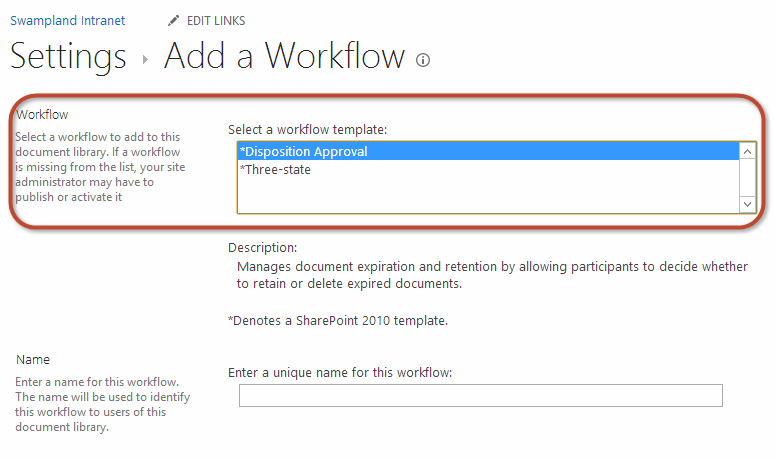 Swampland Intranet EDIT LINKS
Settings ▸ Add a Workflow
Workflow
Select a workflow to add to this
document library. If a workflow
is missing from the list, your site
administrator may have to
publish or activate it
Select a workflow template:
*Disposition Approval
*Three-state
Description:
Manages document expiration and retention by allowing participants to decide whether
to retain or delete expired documents.
*Denotes a SharePoint 2010 template.
Name
Enter a name for this workflow.
The name will be used to identify
this workflow to users of this
document library.
Enter a unique name for this workflow: